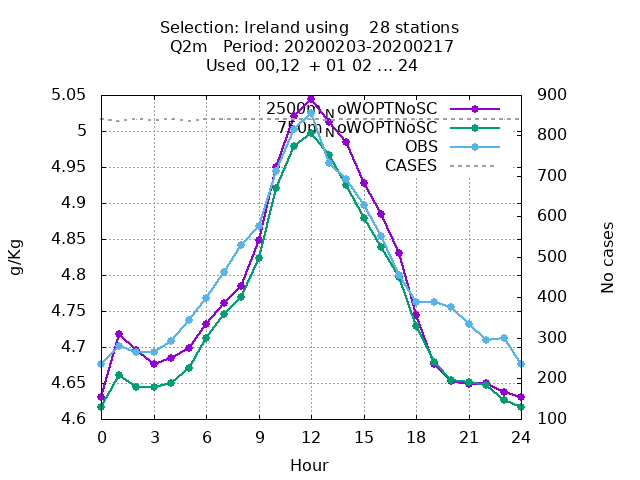 Selection: Ireland using 28 stations
Q2m Period: 20200203-20200217
Used 00,12 + 01 02 ... 24
5.05
5
4.95
4.9
4.85
4.8
4.75
4.7
4.65
4.6
g/Kg
2500mNoWOPTNoSC
750mNoWOPTNoSC
OBS
CASES
900
800
700
600
500
400
300
200
100
No cases
0 3 6 9 12 15 18 21 24
Hour